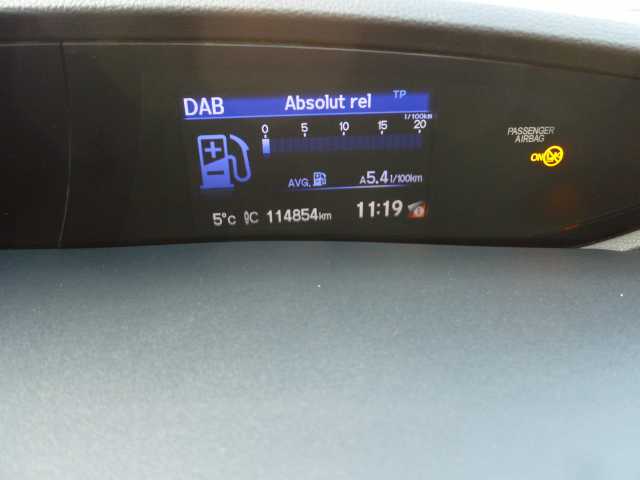 DAB Absolut rel TP
l/100km
0 5 10 15 20
AVG. A5.4 l/100km
5°C C 114854km 11:19
PASSENGER
AIRBAG
ON